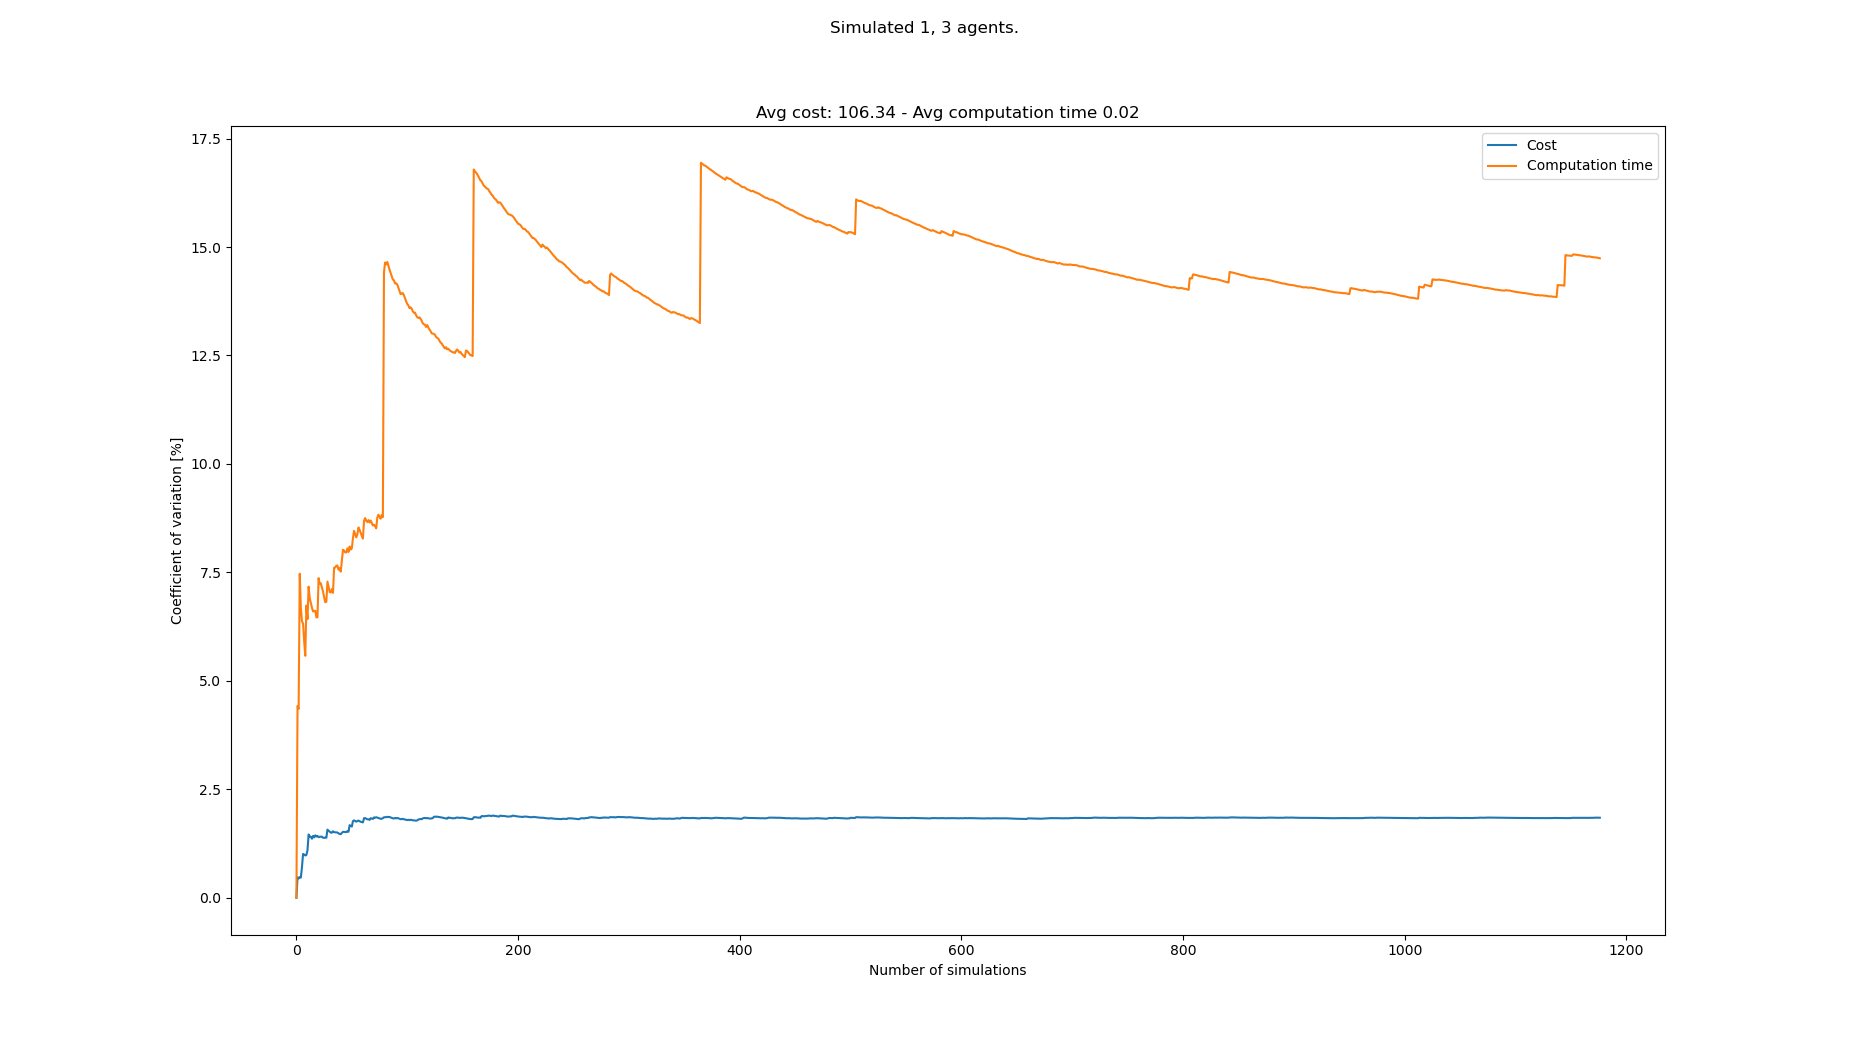 Simulated 1, 3 agents.
Avg cost: 106.34 - Avg computation time 0.02
17.5
15.0
12.5
10.0
7.5
5.0
2.5
0.0
Coefficient of variation [%]
Cost
Computation time
0
200
400
600
800
1000
1200
Number of simulations